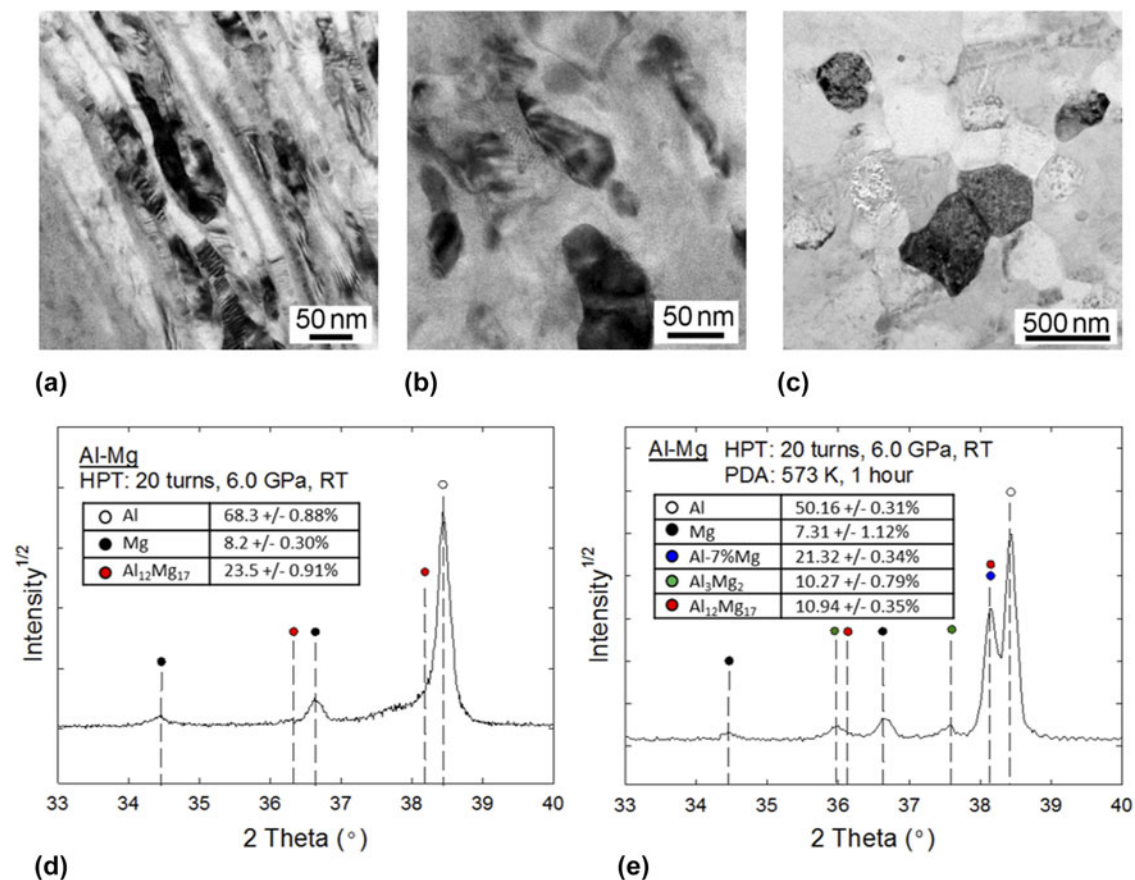 50 nm
50 nm
500 nm
(a)
(b)
(c)
Al-Mg
HPT: 20 turns, 6.0 GPa, RT
Al 68.3 +/- 0.88%
Mg 8.2 +/- 0.30%
Al₁₂Mg₁₇ 23.5 +/- 0.91%
Intensity¹/²
33 34 35 36 37 38 39 40
2 Theta (°)
(d)
Al-Mg HPT: 20 turns, 6.0 GPa, RT
PDA: 573 K, 1 hour
Al 50.16 +/- 0.31%
Mg 7.31 +/- 1.12%
Al-7%Mg 21.32 +/- 0.34%
Al₃Mg₂ 10.27 +/- 0.79%
Al₁₂Mg₁₇ 10.94 +/- 0.35%
Intensity¹/²
33 34 35 36 37 38 39 40
2 Theta (°)
(e)